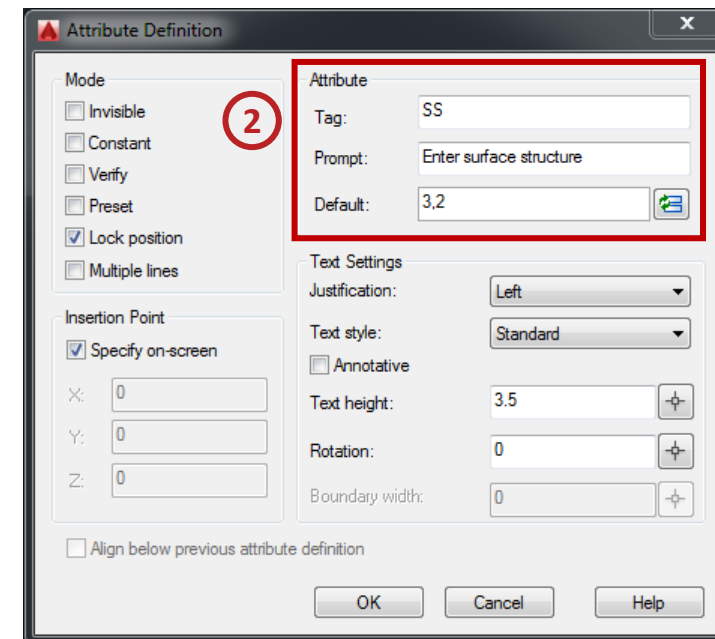 Attribute Definition
X
Mode
Invisible
Constant
Verify
Preset
Lock position
Multiple lines
2
Attribute
Tag: SS
Prompt: Enter surface structure
Default: 3,2
Insertion Point
Specify on-screen
X: 0
Y: 0
Z: 0
Text Settings
Justification: Left
Text style: Standard
Annotative
Text height: 3.5
Rotation: 0
Boundary width: 0
Align below previous attribute definition
OK Cancel Help